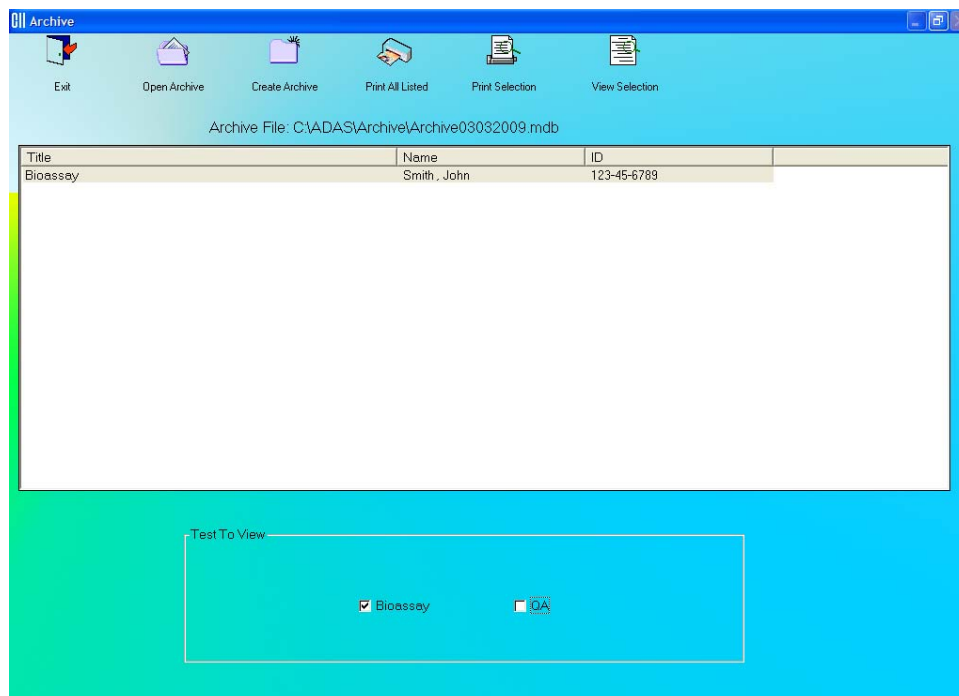 Archive
Exit Open Archive Create Archive Print All Listed Print Selection View Selection
Archive File: C:\ADAS\Archive\Archive03032009.mdb
Title Name ID
Bioassay Smith , John 123-45-6789
Test To View
Bioassay QA